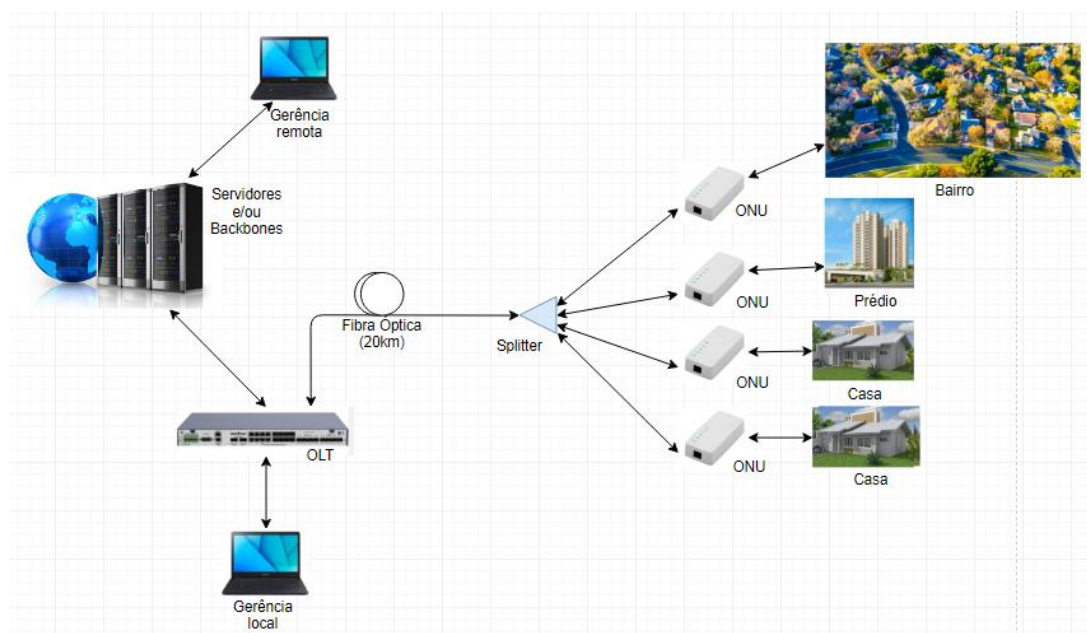 Gerência
remota
Servidores
e/ou
Backbones
Bairro
ONU
Prédio
ONU
Fibra Óptica
(20km)
Splitter
Casa
ONU
Casa
ONU
OLT
Gerência
local